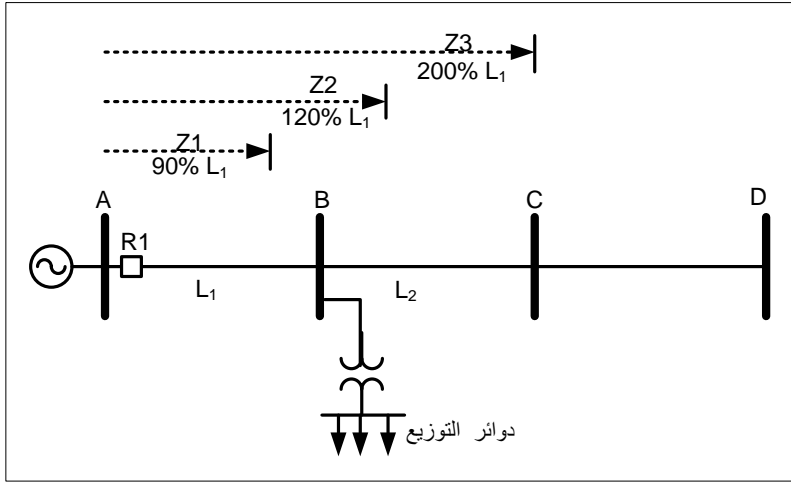 Z3
200% L₁
Z2
120% L₁
Z1
90% L₁
A
B
C
D
R1
L₁
L₂
دوائر التوزيع